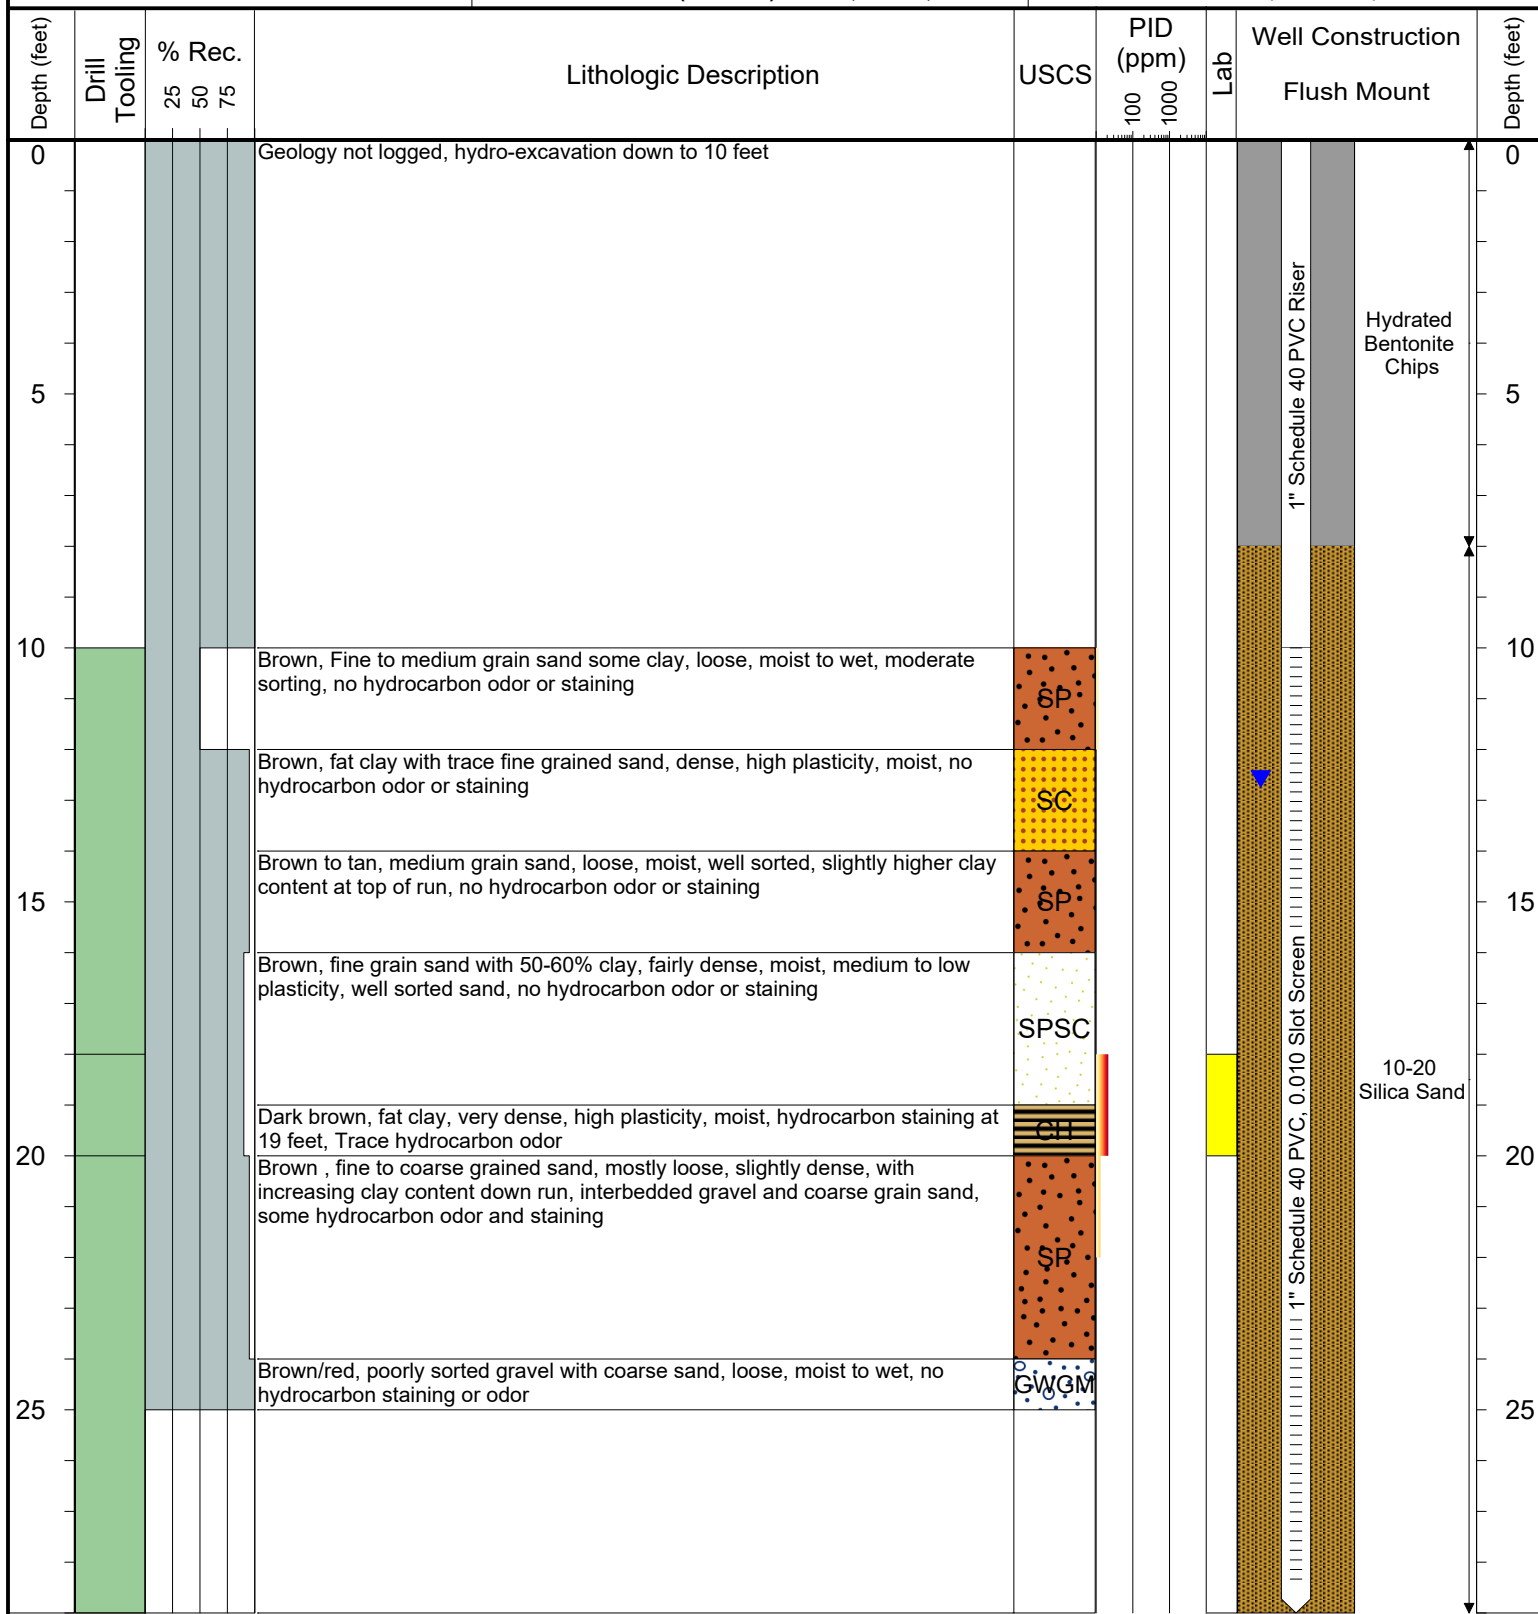 Depth (feet)
Drill
Tooling
% Rec.
25
50
75
Lithologic Description
USCS
PID
(ppm)
100
1000
Lab
Well Construction
Flush Mount
Depth (feet)
0
Geology not logged, hydro-excavation down to 10 feet
0
1" Schedule 40 PVC Riser
Hydrated
Bentonite
Chips
5
5
10
Brown, Fine to medium grain sand some clay, loose, moist to wet, moderate
sorting, no hydrocarbon odor or staining
SP
10
Brown, fat clay with trace fine grained sand, dense, high plasticity, moist, no
hydrocarbon odor or staining
SC
Brown to tan, medium grain sand, loose, moist, well sorted, slightly higher clay
content at top of run, no hydrocarbon odor or staining
SP
15
15
Brown, fine grain sand with 50-60% clay, fairly dense, moist, medium to low
plasticity, well sorted sand, no hydrocarbon odor or staining
SPSC
1" Schedule 40 PVC, 0.010 Slot Screen
10-20
Silica Sand
Dark brown, fat clay, very dense, high plasticity, moist, hydrocarbon staining at
19 feet, Trace hydrocarbon odor
CH
20
20
Brown , fine to coarse grained sand, mostly loose, slightly dense, with
increasing clay content down run, interbedded gravel and coarse grain sand,
some hydrocarbon odor and staining
SP
Brown/red, poorly sorted gravel with coarse sand, loose, moist to wet, no
hydrocarbon staining or odor
GWGM
25
25